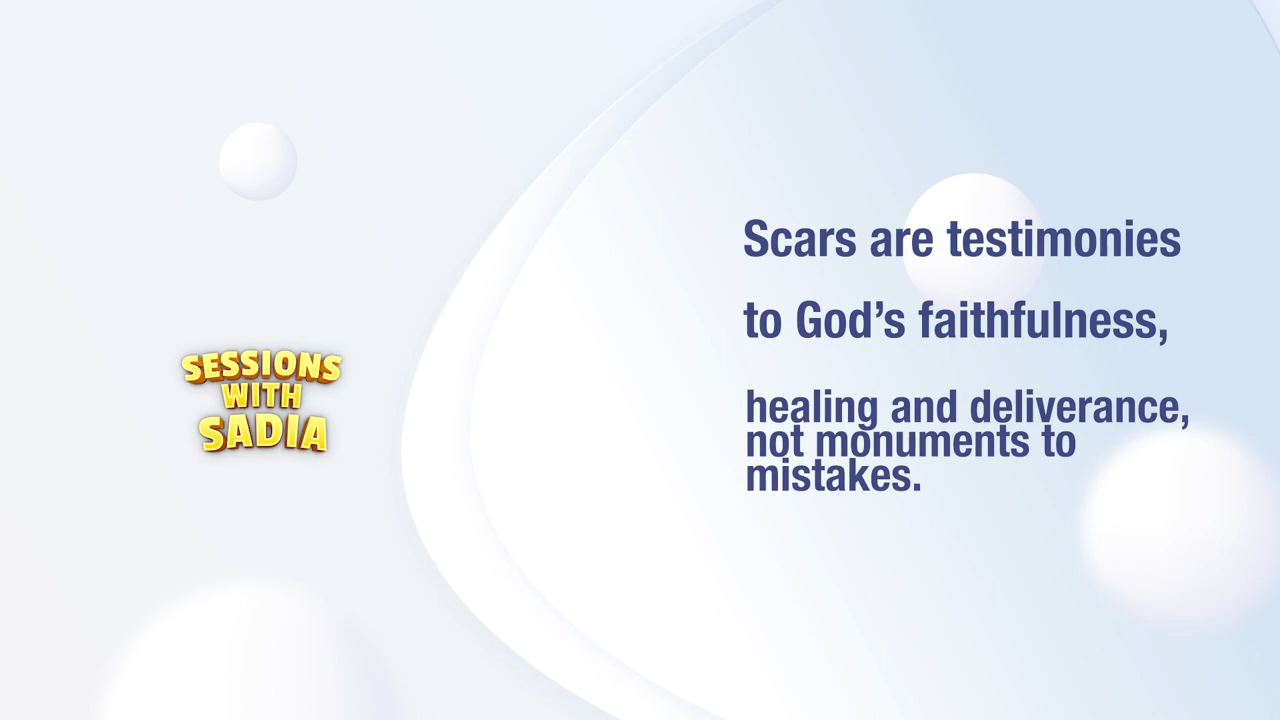 SESSIONS
WITH
SADIA
Scars are testimonies
to God’s faithfulness,
healing and deliverance,
not monuments to
mistakes.